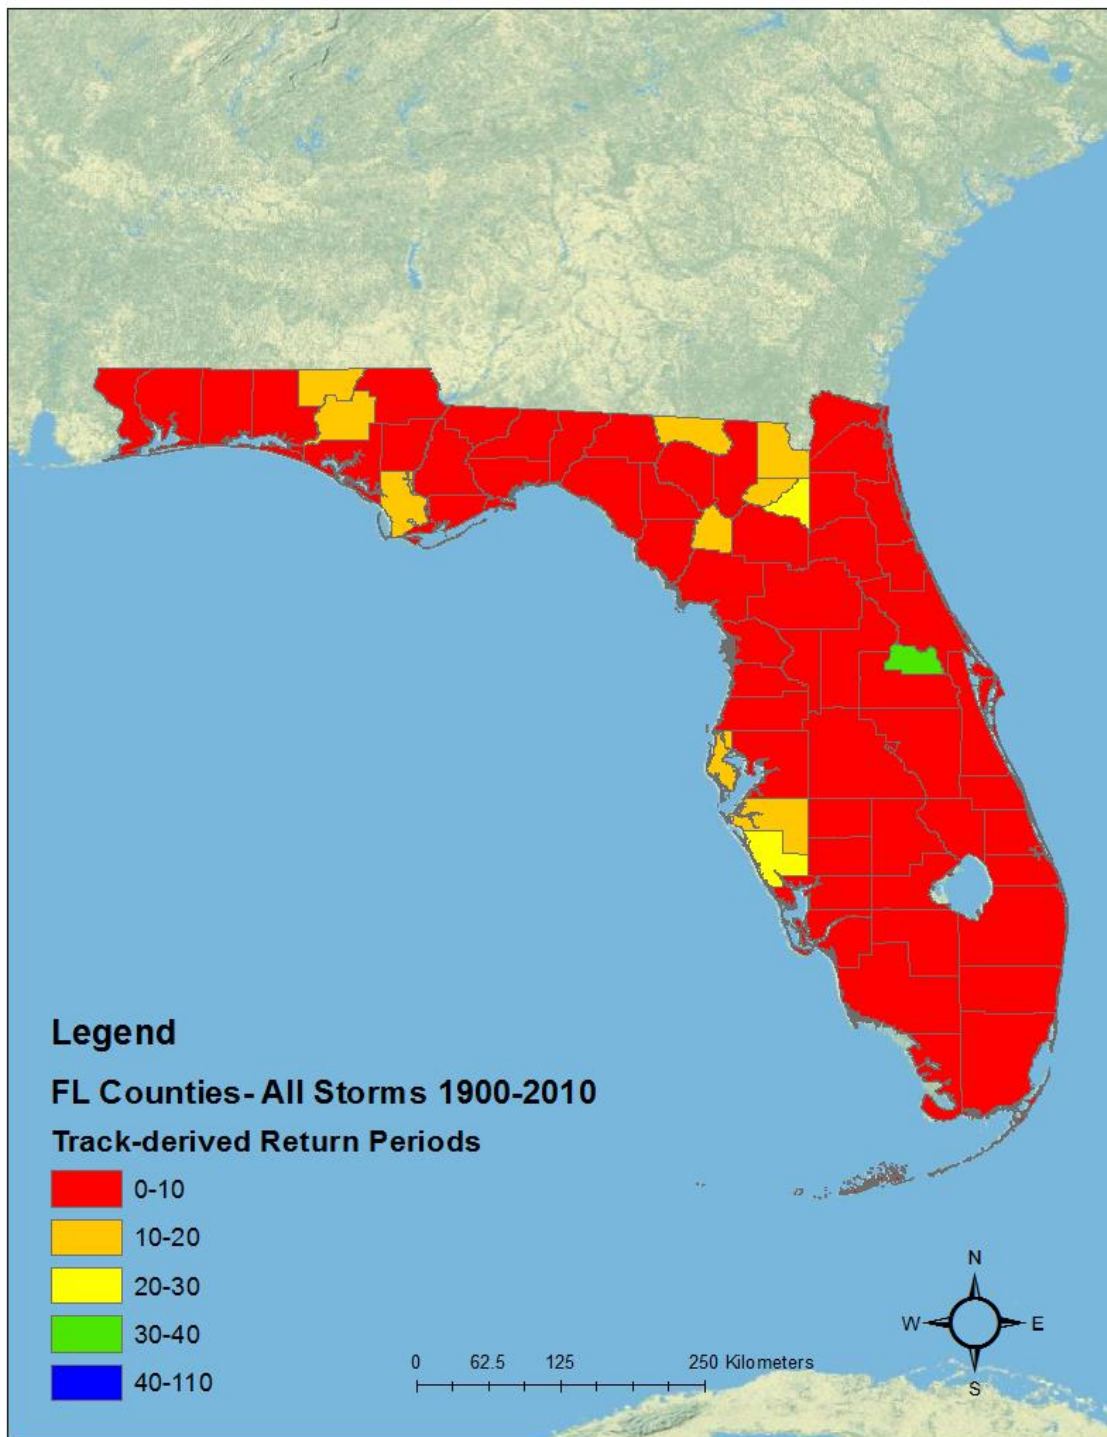 Legend
FL Counties- All Storms 1900-2010
Track-derived Return Periods
0-10
10-20
20-30
30-40
40-110
0 62.5 125 250 Kilometers
N
W E
S